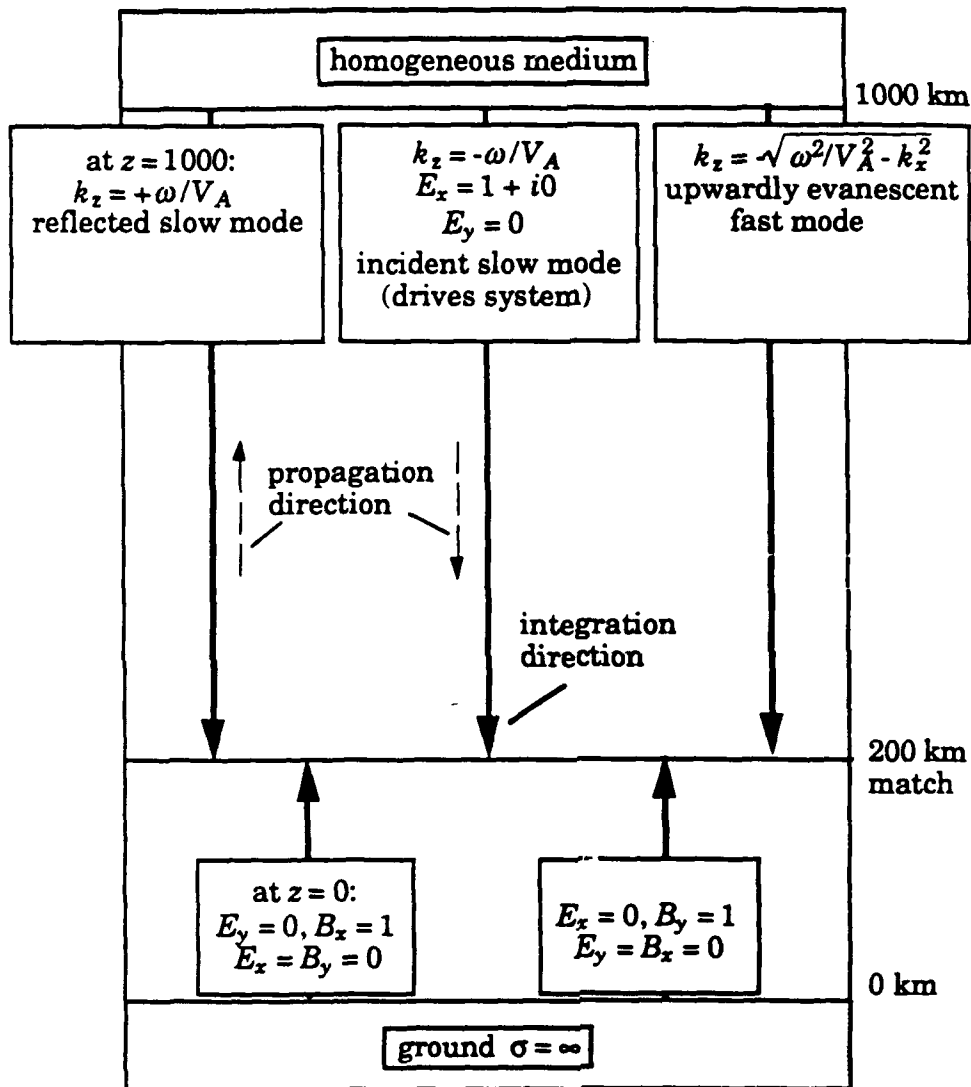 homogeneous medium
1000 km
at z = 1000:
k_z = +ω/V_A
reflected slow mode
k_z = -ω/V_A
E_x = 1 + i0
E_y = 0
incident slow mode
(drives system)
k_z = -√ω²/V_A² - k_x²
upwardly evanescent
fast mode
propagation
direction
integration
direction
200 km
match
at z = 0:
E_y = 0, B_x = 1
E_x = B_y = 0
E_x = 0, B_y = 1
E_y = B_x = 0
0 km
ground σ = ∞